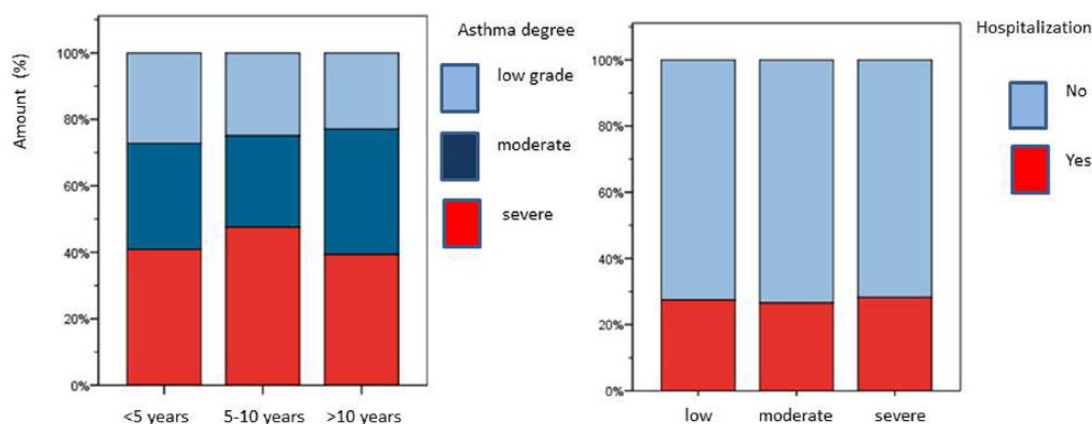 Asthma degree
low grade
moderate
severe
Amount (%)
100%
80%
60%
40%
20%
0%
<5 years 5-10 years >10 years
Hospitalization
No
Yes
100%
80%
60%
40%
20%
0%
low moderate severe